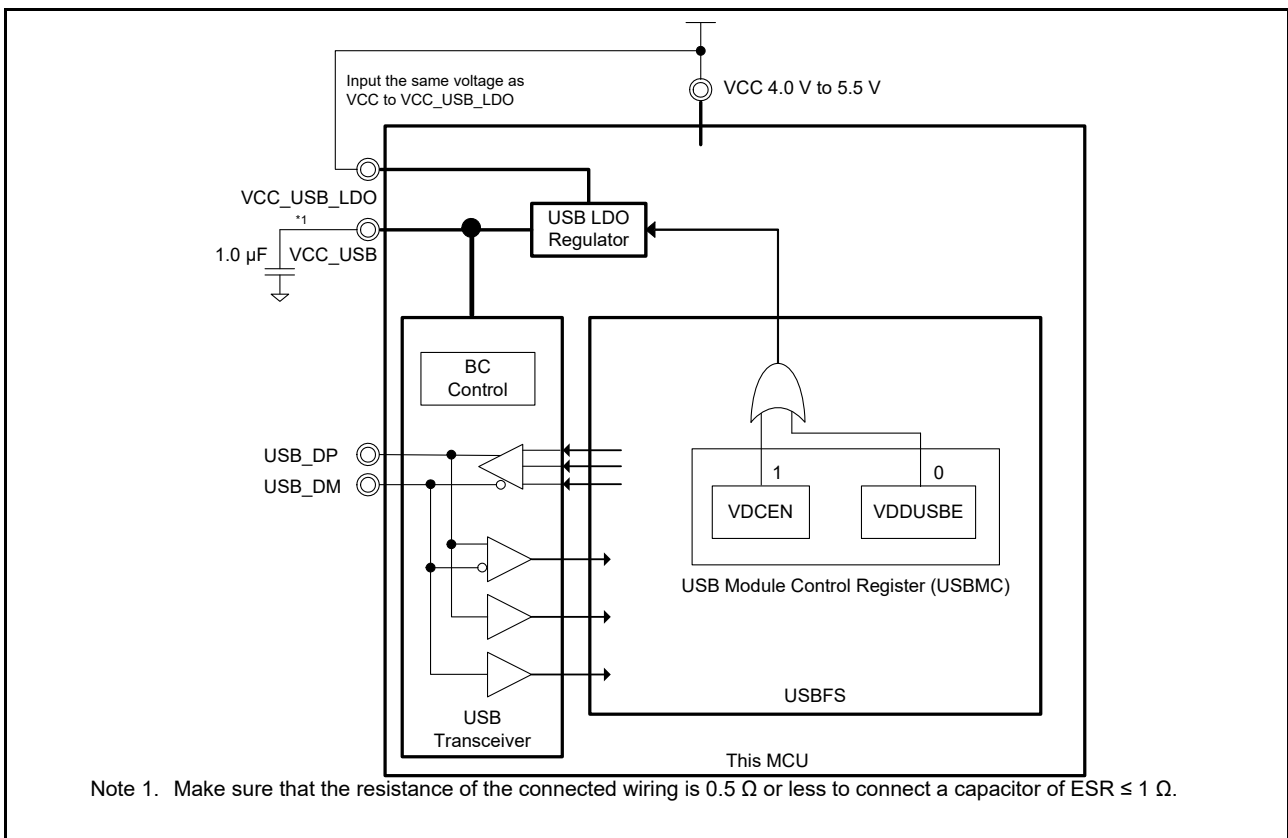 Input the same voltage as
VCC to VCC_USB_LDO
VCC 4.0 V to 5.5 V
VCC_USB_LDO
*1
1.0 µF
VCC_USB
USB LDO
Regulator
BC
Control
USB_DP
USB_DM
1
0
VDCEN
VDDUSBE
USB Module Control Register (USBMC)
USBFS
USB
Transceiver
This MCU
Note 1. Make sure that the resistance of the connected wiring is 0.5 Ω or less to connect a capacitor of ESR ≤ 1 Ω.